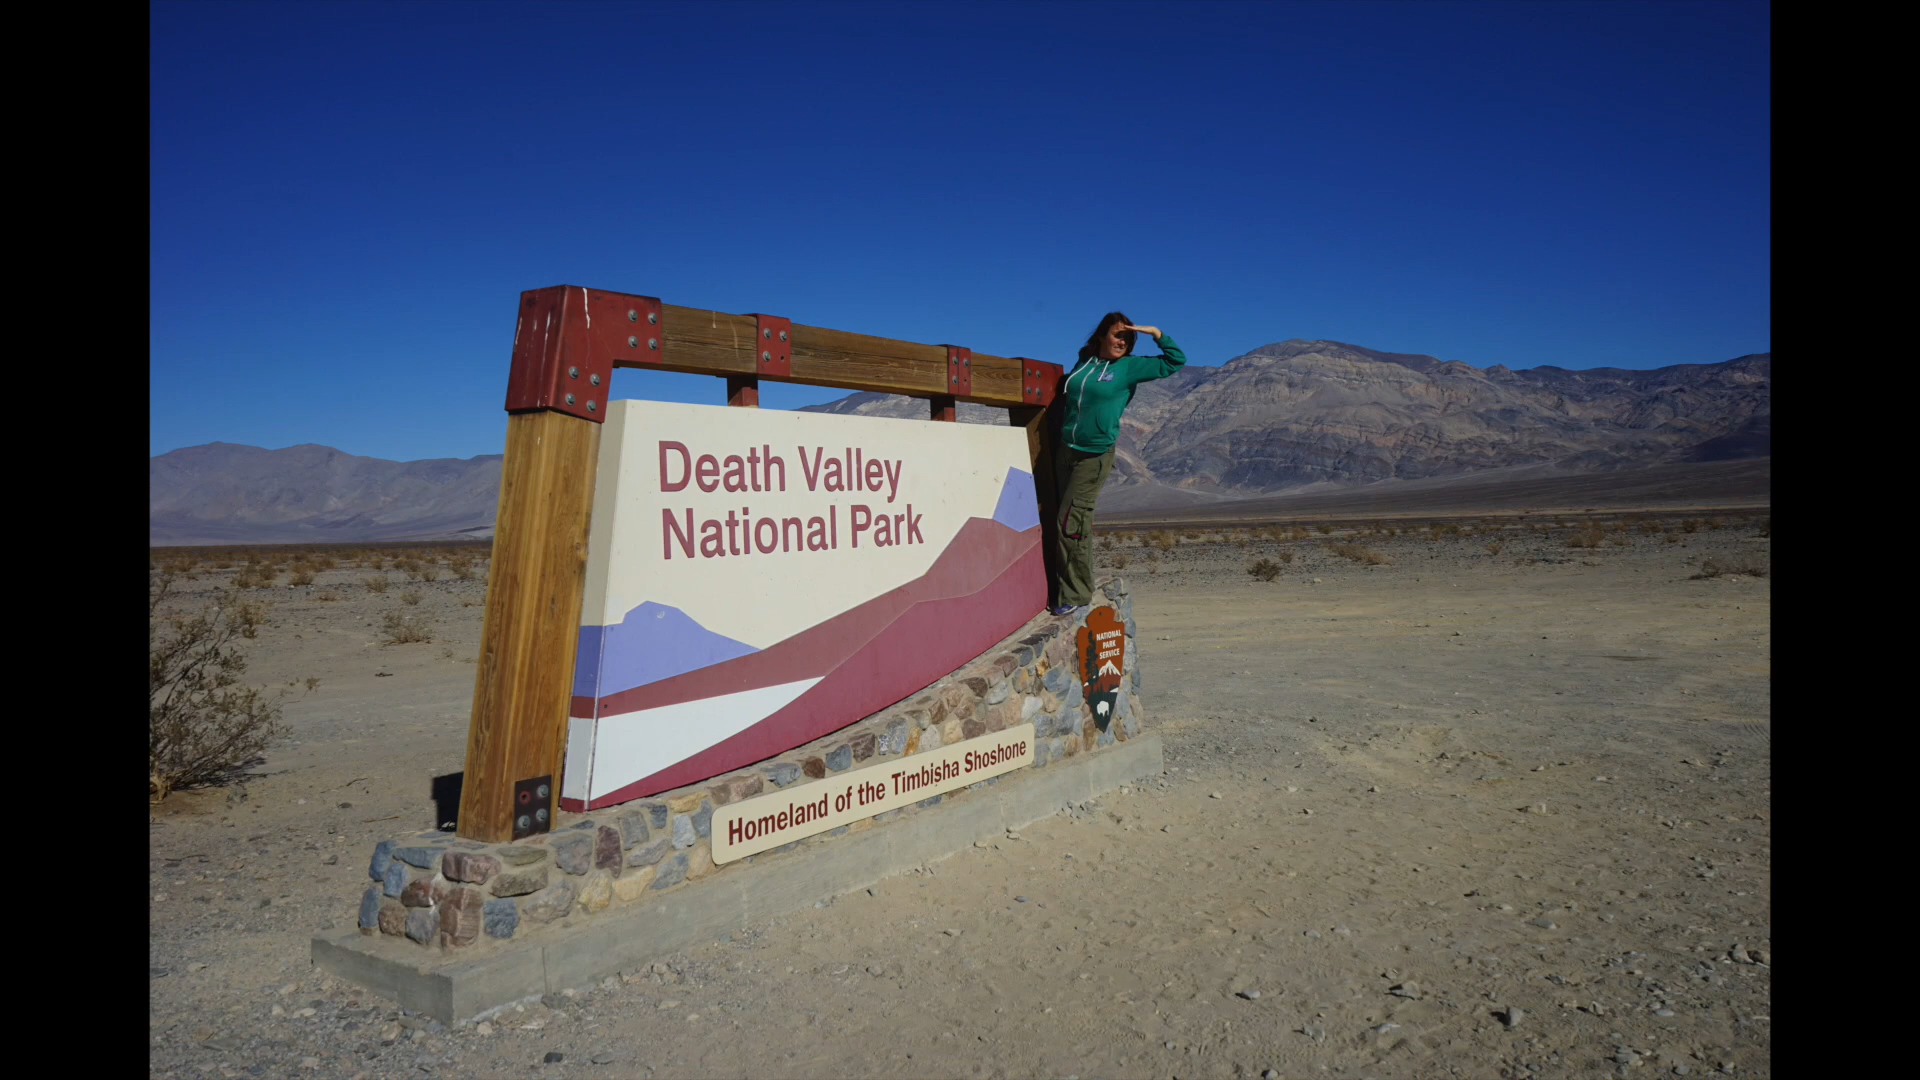 Death Valley
National Park
NATIONAL
PARK
SERVICE
Homeland of the Timbisha Shoshone